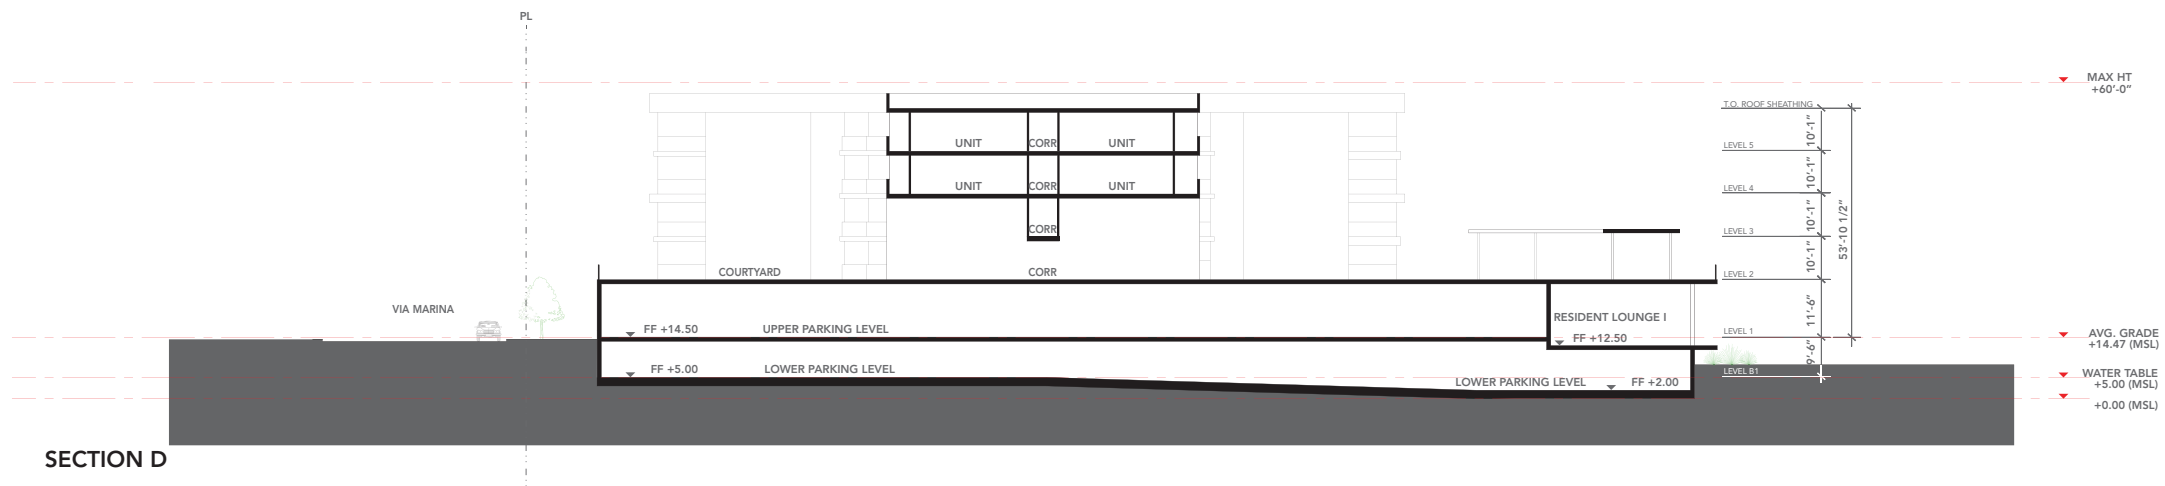 PL
MAX HT
+60'-0"
T.O. ROOF SHEATHING
10'-1"
UNIT CORR UNIT
LEVEL 5
10'-1"
UNIT CORR UNIT
LEVEL 4
10'-1"
53'-10 1/2"
CORR
LEVEL 3
10'-1"
COURTYARD
CORR
LEVEL 2
11'-6"
VIA MARINA
RESIDENT LOUNGE I
FF +14.50
UPPER PARKING LEVEL
FF +12.50
LEVEL 1
AVG. GRADE
+14.47 (MSL)
9'-6"
FF +5.00
LOWER PARKING LEVEL
LEVEL B1
WATER TABLE
+5.00 (MSL)
LOWER PARKING LEVEL
FF +2.00
+0.00 (MSL)
SECTION D